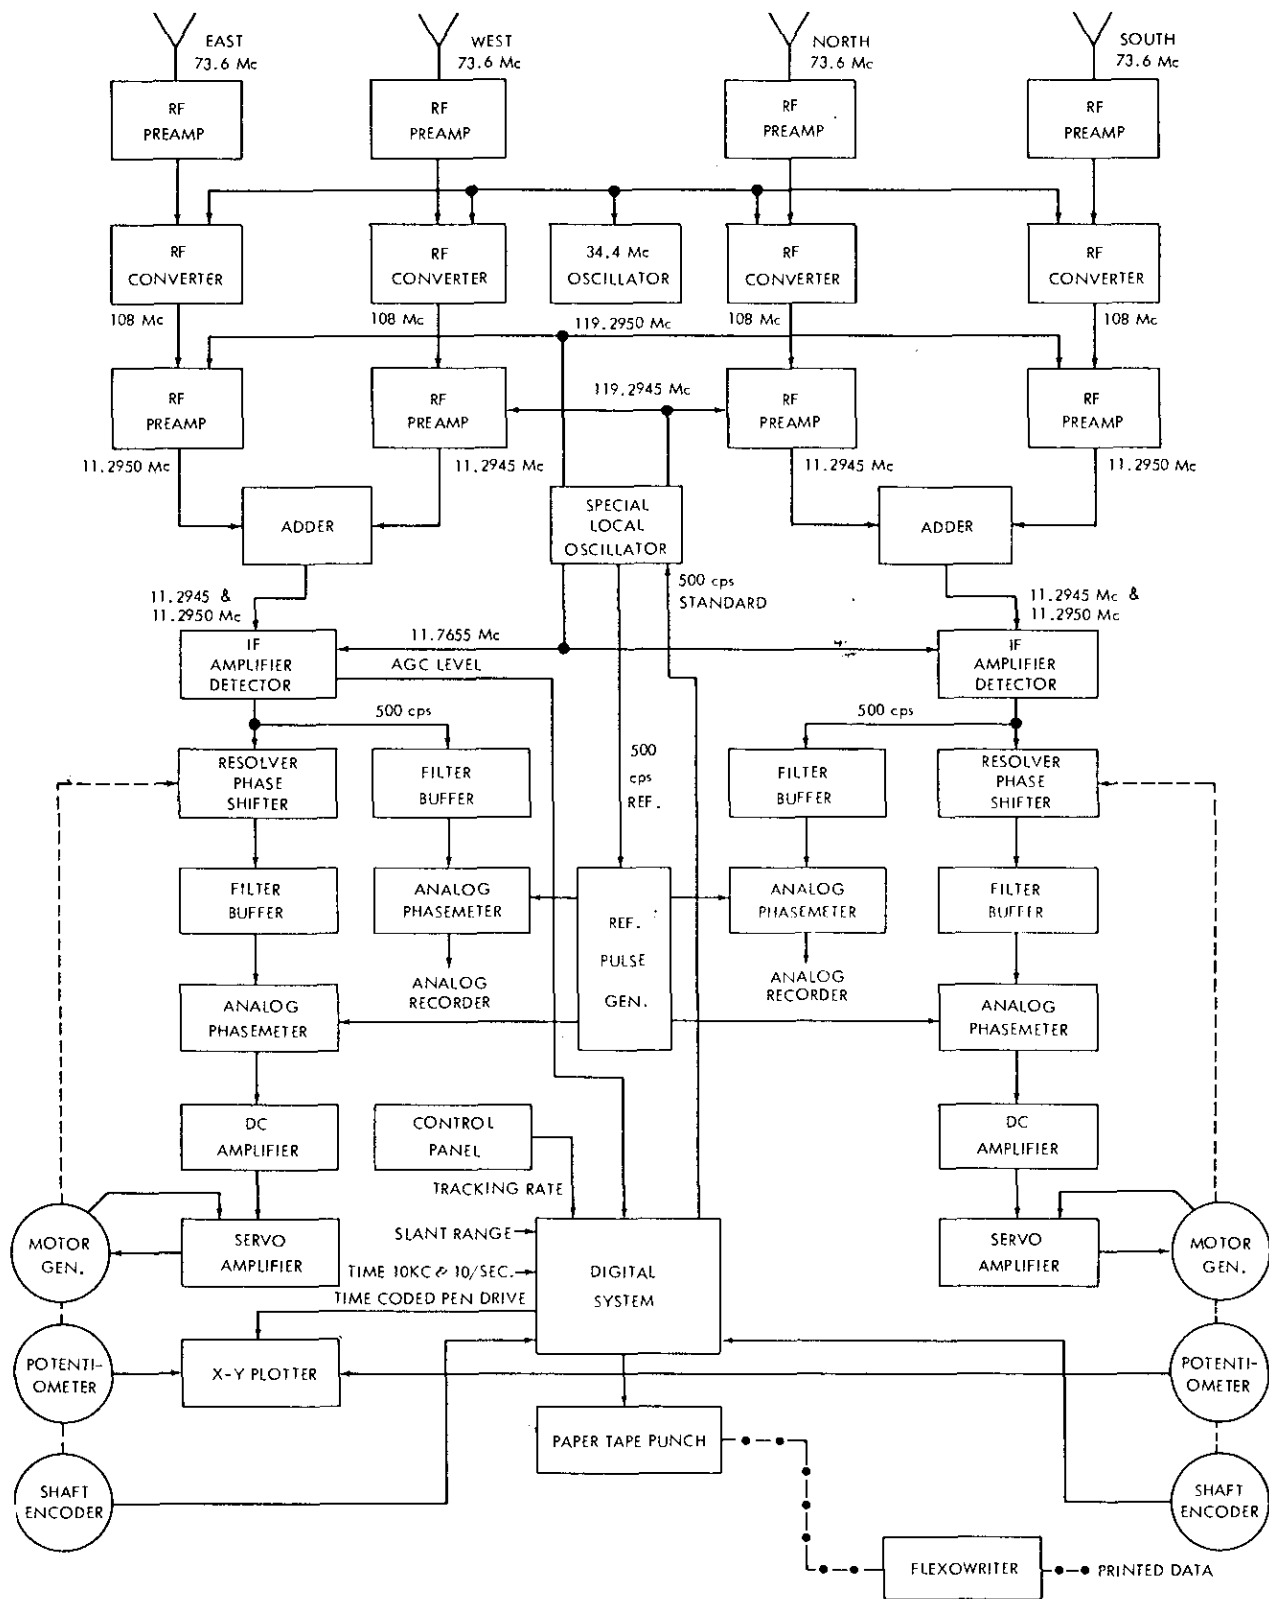 EAST
73.6 Mc
WEST
73.6 Mc
NORTH
73.6 Mc
SOUTH
73.6 Mc
RF
PREAMP
RF
PREAMP
RF
PREAMP
RF
PREAMP
RF
CONVERTER
RF
CONVERTER
34.4 Mc
OSCILLATOR
RF
CONVERTER
RF
CONVERTER
108 Mc
108 Mc
119.2950 Mc
108 Mc
108 Mc
RF
PREAMP
RF
PREAMP
119.2945 Mc
RF
PREAMP
RF
PREAMP
11.2950 Mc
11.2945 Mc
11.2945 Mc
11.2950 Mc
ADDER
SPECIAL
LOCAL
OSCILLATOR
ADDER
500 cps
STANDARD
11.2945 &
11.2950 Mc
11.2945 Mc &
11.2950 Mc
IF
AMPLIFIER
DETECTOR
11.7655 Mc
AGC LEVEL
IF
AMPLIFIER
DETECTOR
500 cps
500 cps
RESOLVER
PHASE
SHIFTER
FILTER
BUFFER
500
cps
REF.
FILTER
BUFFER
RESOLVER
PHASE
SHIFTER
FILTER
BUFFER
ANALOG
PHASEMETER
REF.
PULSE
GEN.
ANALOG
PHASEMETER
FILTER
BUFFER
ANALOG
RECORDER
ANALOG
RECORDER
ANALOG
PHASEMETER
ANALOG
PHASEMETER
DC
AMPLIFIER
CONTROL
PANEL
DC
AMPLIFIER
TRACKING RATE
MOTOR
GEN.
SERVO
AMPLIFIER
SLANT RANGE
TIME 10KC & 10/SEC.
TIME CODED PEN DRIVE
DIGITAL
SYSTEM
SERVO
AMPLIFIER
MOTOR
GEN.
POTENTI-
OMETER
X-Y PLOTTER
POTENTI-
OMETER
PAPER TAPE PUNCH
SHAFT
ENCODER
SHAFT
ENCODER
FLEXOWRITER
PRINTED DATA